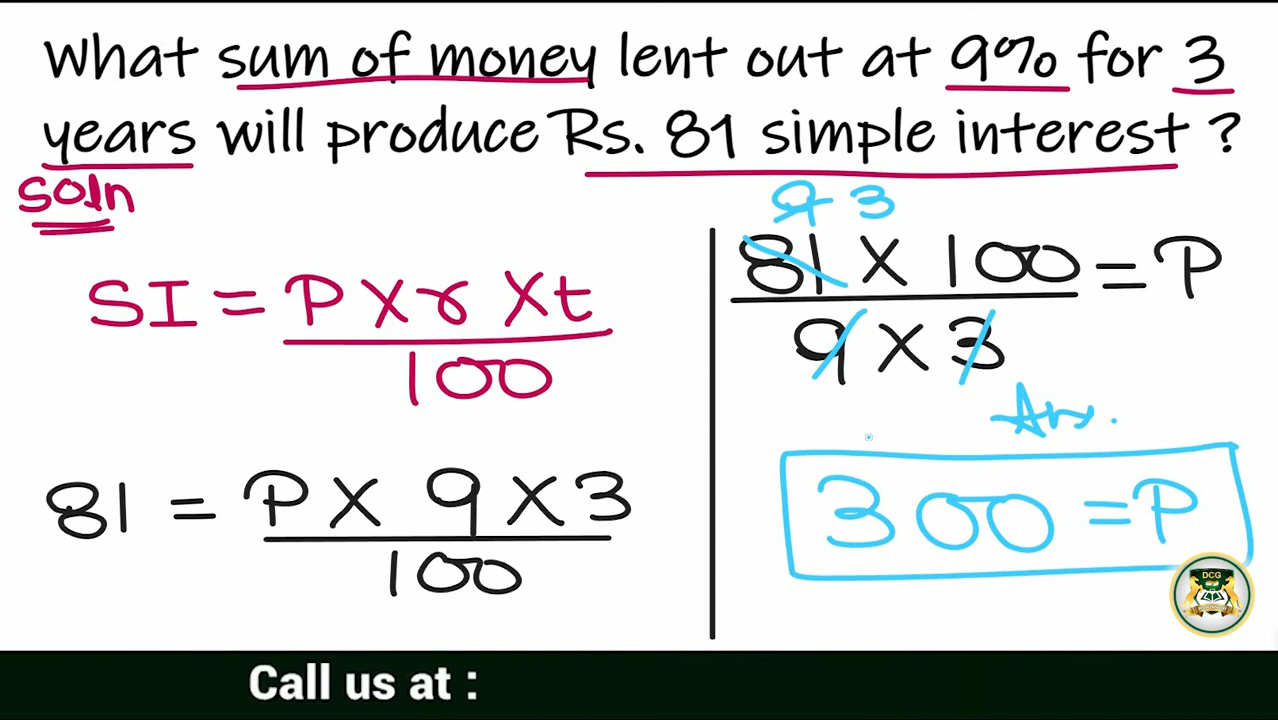 What sum of money lent out at 9% for 3
years will produce Rs. 81 simple interest ?
Soln
SI = P X r X t
100
81 = P X 9 X 3
100
9 3
81 X 100 = P
9 X 3
Ans.
300 = P
DCG
Call us at :